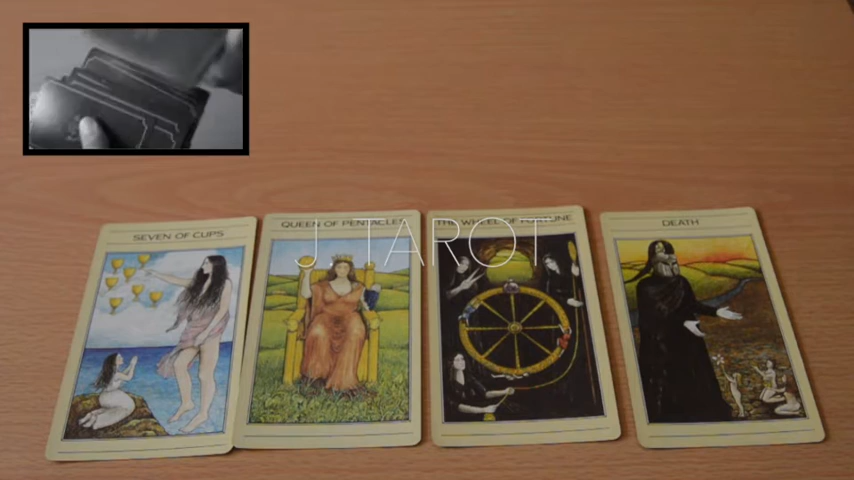 SEVEN OF CUPS
QUEEN OF PENTACLES
THE WHEEL OF FORTUNE
DEATH
J. TAROT